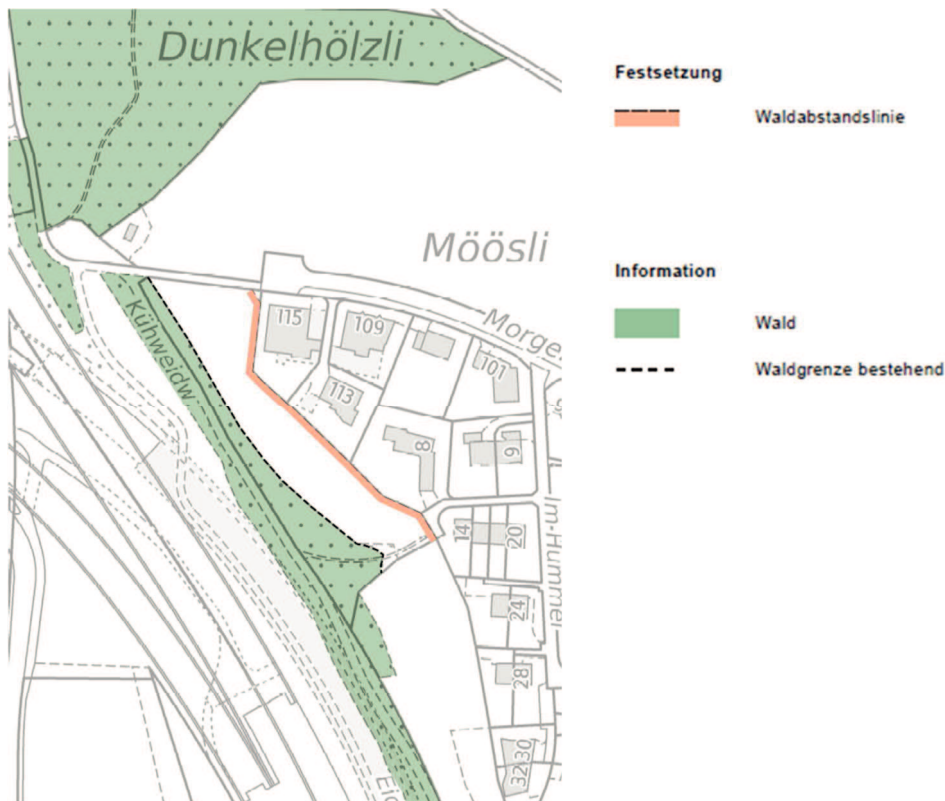 Dunkelhölzli
Möösli
Kühweidw
Morge
115
109
101
113
8
9
14
20
24
28
32
30
Im-Hummel
Festsetzung
Waldabstandslinie
Information
Wald
Waldgrenze bestehend